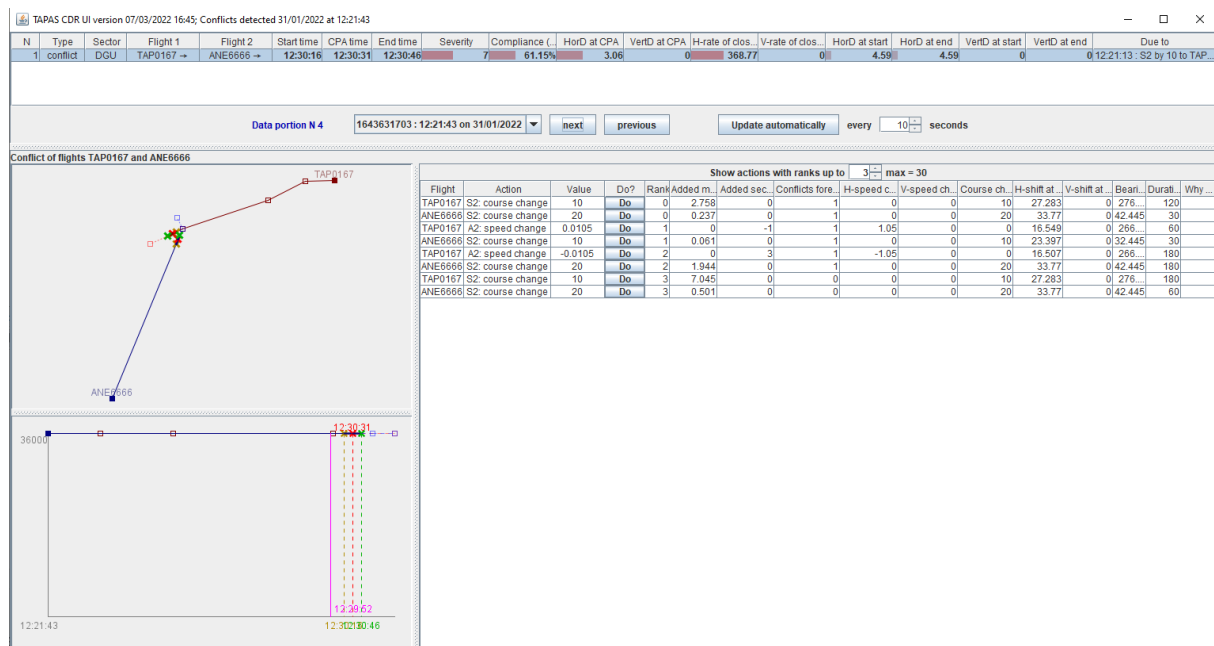 TAPAS CDR UI version 07/03/2022 16:45; Conflicts detected 31/01/2022 at 12:21:43
N Type Sector Flight 1 Flight 2 Start time CPA time End time Severity Compliance (... HorD at CPA VertD at CPA H-rate of clos... V-rate of clos... HorD at start HorD at end VertD at start VertD at end Due to
1 conflict DGU TAP0167 → ANE6666 → 12:30:16 12:30:31 12:30:46 7 61.15% 3.06 0 368.77 0 4.59 4.59 0 0 12:21:13 : S2 by 10 to TAP...
Data portion N 4 1643631703 : 12:21:43 on 31/01/2022 next previous Update automatically every 10 seconds
Conflict of flights TAP0167 and ANE6666
TAP0167
ANE6666
Show actions with ranks up to 3 max = 30
Flight Action Value Do? Rank Added m... Added sec... Conflicts fore... H-speed c... V-speed ch... Course ch... H-shift at ... V-shift at ... Beari... Durati... Why ...
TAP0167 S2: course change 10 Do 0 2.758 0 1 0 0 10 27.283 0 276.... 120
ANE6666 S2: course change 20 Do 0 0.237 0 1 0 0 20 33.77 0 42.445 30
TAP0167 A2: speed change 0.0105 Do 1 0 -1 1 1.05 0 0 16.549 0 266.... 60
ANE6666 S2: course change 10 Do 1 0.061 0 1 0 0 10 23.397 0 32.445 30
TAP0167 A2: speed change -0.0105 Do 2 0 3 1 -1.05 0 0 16.507 0 266.... 180
ANE6666 S2: course change 20 Do 2 1.944 0 1 0 0 20 33.77 0 42.445 180
TAP0167 S2: course change 10 Do 3 7.045 0 0 0 0 10 27.283 0 276.... 180
ANE6666 S2: course change 20 Do 3 0.501 0 0 0 0 20 33.77 0 42.445 60
12:30:31
36000
12:29:52
12:21:43 12:30:46